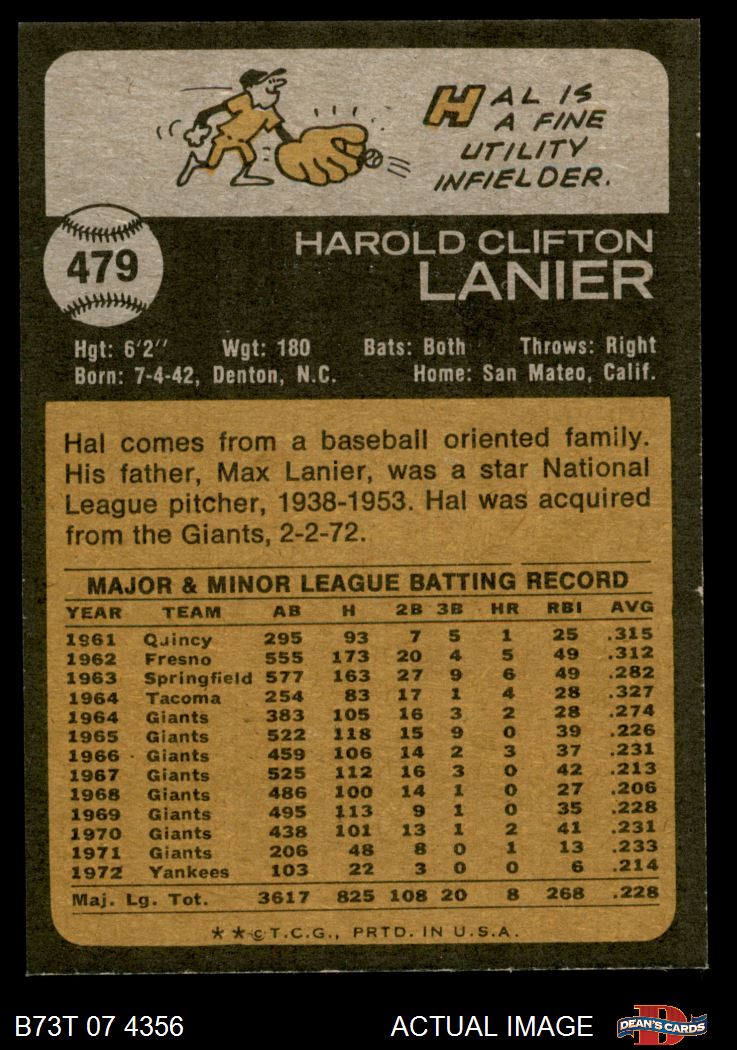 HAL IS
A FINE
UTILITY
INFIELDER.
479
HAROLD CLIFTON
LANIER
Hgt: 6'2" Wgt: 180 Bats: Both Throws: Right
Born: 7-4-42, Denton, N.C. Home: San Mateo, Calif.
Hal comes from a baseball oriented family.
His father, Max Lanier, was a star National
League pitcher, 1938-1953. Hal was acquired
from the Giants, 2-2-72.
MAJOR & MINOR LEAGUE BATTING RECORD
YEAR TEAM AB H 2B 3B HR RBI AVG
1961 Quincy 295 93 7 5 1 25 .315
1962 Fresno 555 173 20 4 5 49 .312
1963 Springfield 577 163 27 9 6 49 .282
1964 Tacoma 254 83 17 1 4 28 .327
1964 Giants 383 105 16 3 2 28 .274
1965 Giants 522 118 15 9 0 39 .226
1966 Giants 459 106 14 2 3 37 .231
1967 Giants 525 112 16 3 0 42 .213
1968 Giants 486 100 14 1 0 27 .206
1969 Giants 495 113 9 1 0 35 .228
1970 Giants 438 101 13 1 2 41 .231
1971 Giants 206 48 8 0 1 13 .233
1972 Yankees 103 22 3 0 0 6 .214
Maj. Lg. Tot. 3617 825 108 20 8 268 .228
**©T.C.G., PRTD. IN U.S.A.
B73T 07 4356 ACTUAL IMAGE D DEAN'S CARDS